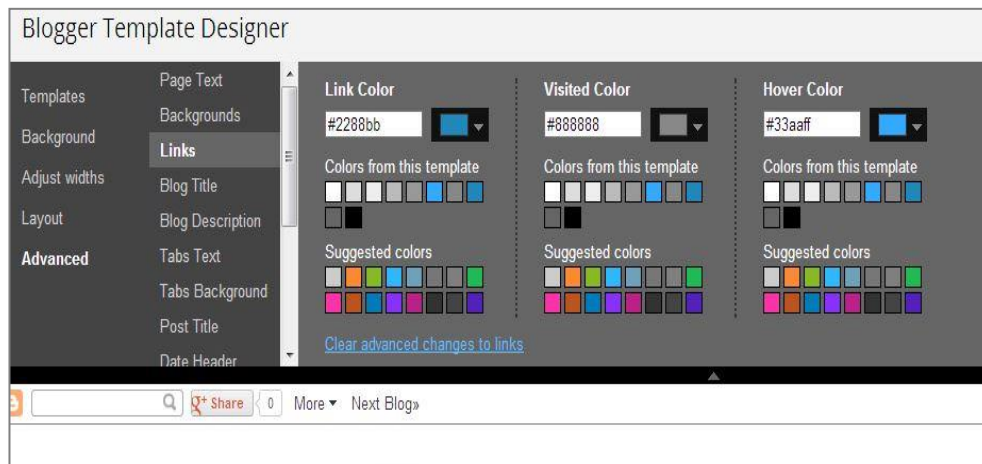 Blogger Template Designer
Templates
Background
Adjust widths
Layout
Advanced
Page Text
Backgrounds
Links
Blog Title
Blog Description
Tabs Text
Tabs Background
Post Title
Date Header
Link Color
#2288bb
Colors from this template
Suggested colors
Clear advanced changes to links
Visited Color
#888888
Colors from this template
Suggested colors
Hover Color
#33aaff
Colors from this template
Suggested colors
g+ Share 0 More Next Blog»